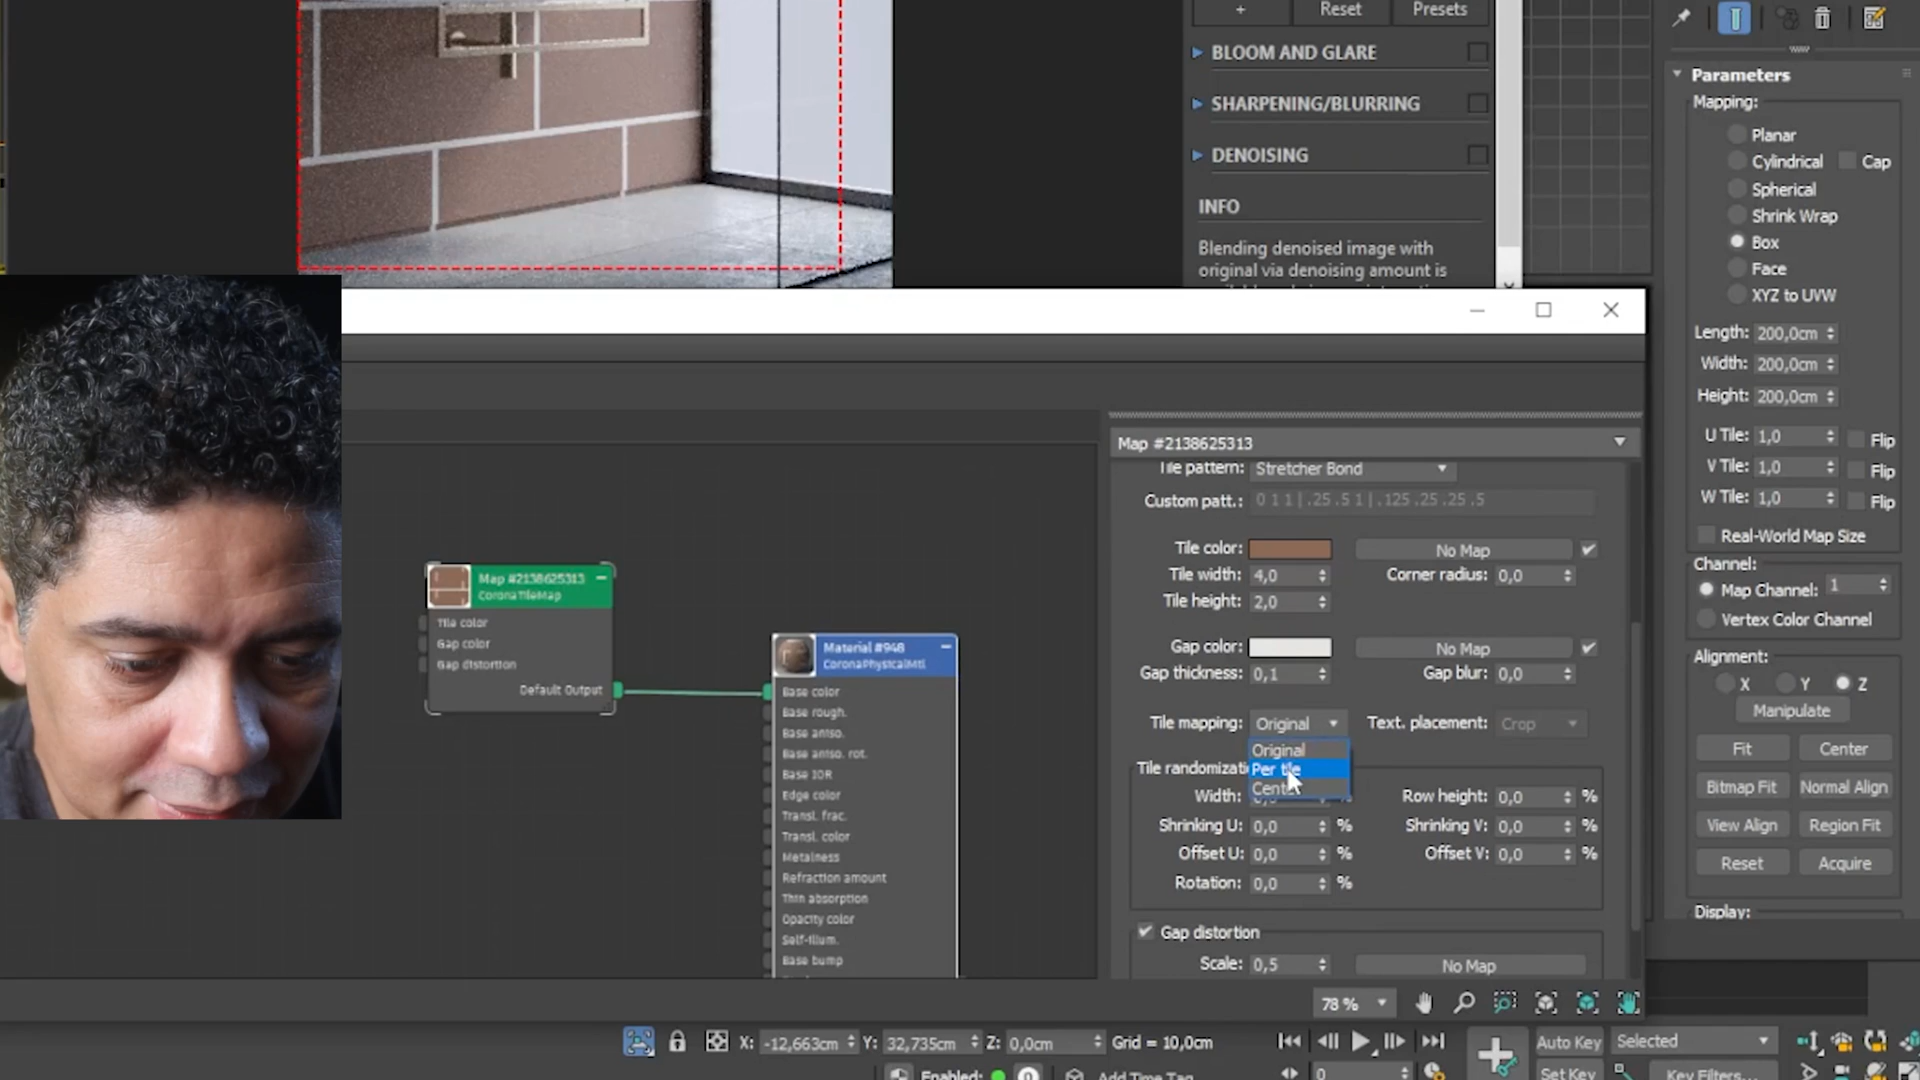 + Reset Presets
BLOOM AND GLARE
SHARPENING/BLURRING
DENOISING
INFO
Blending denoised image with
original via denoising amount is
Parameters
Mapping:
Planar
Cylindrical Cap
Spherical
Shrink Wrap
Box
Face
XYZ to UVW
Length: 200,0cm
Width: 200,0cm
Height: 200,0cm
U Tile: 1,0 Flip
V Tile: 1,0 Flip
W Tile: 1,0 Flip
Real-World Map Size
Channel:
Map Channel: 1
Vertex Color Channel
Alignment:
X Y Z
Manipulate
Fit Center
Bitmap Fit Normal Align
View Align Region Fit
Reset Acquire
Display:
Map #2138625313
CoronaTileMap
Tile color
Gap color
Gap distortion
Default Output
Material #948
CoronaPhysicalMtl
Base color
Base rough.
Base aniso.
Base aniso. rot.
Base IOR
Edge color
Transl. frac.
Transl. color
Metalness
Refraction amount
Thin absorption
Opacity color
Self-Illum.
Base bump
Map #2138625313
Tile pattern: Stretcher Bond
Custom patt.: 0 1 1 | .25 .5 1 | .125 .25 .25 .5
Tile color: No Map
Tile width: 4,0 Corner radius: 0,0
Tile height: 2,0
Gap color: No Map
Gap thickness: 0,1 Gap blur: 0,0
Tile mapping: Original Text. placement: Crop
Original
Per tile
Tile randomizati
Width: % Row height: 0,0 %
Shrinking U: 0,0 % Shrinking V: 0,0 %
Offset U: 0,0 % Offset V: 0,0 %
Rotation: 0,0 %
Gap distortion
Scale: 0,5 No Map
78 %
X: -12,663cm Y: 32,735cm Z: 0,0cm Grid = 10,0cm
Auto Key Selected
Enabled: Add Time Tag 0 Set Key Key Filters...